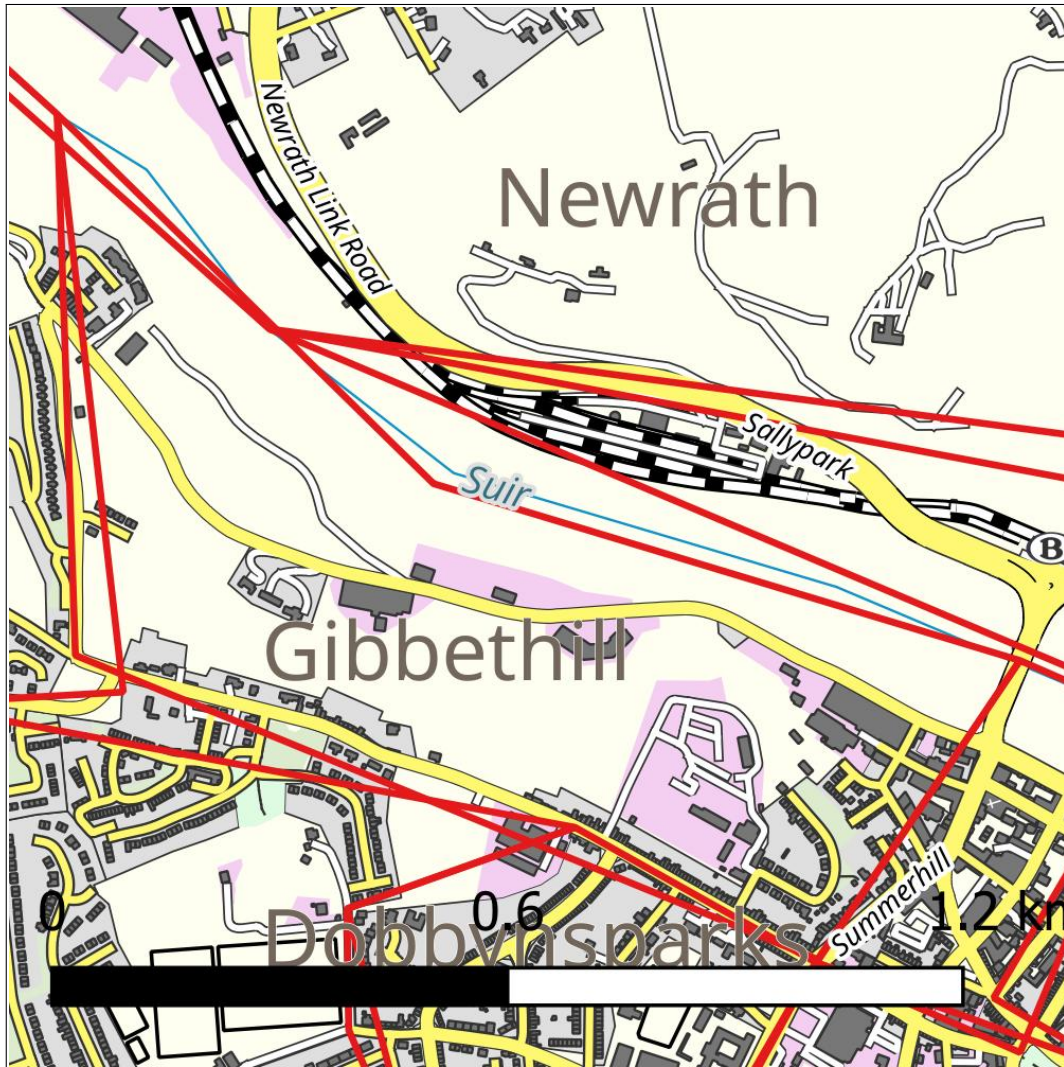 Newrath Link Road
Newrath
Sallypark
Suir
B
Gibbethill
Summerhill
0 0.6 1.2 km
Dobbynsparks